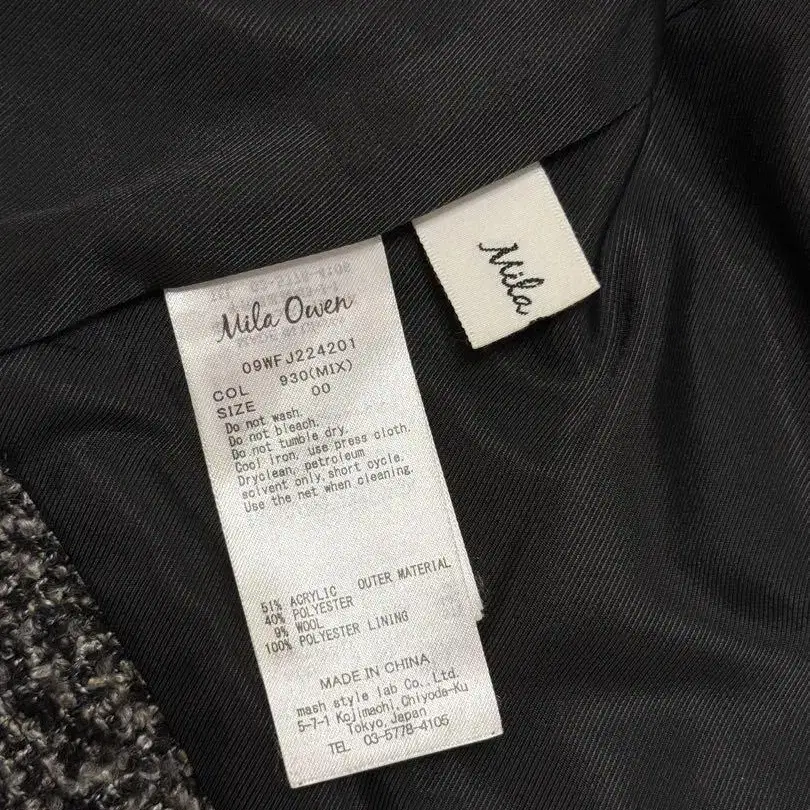 Mila Owen
09WFJ224201
COL 930(MIX)
SIZE 00
Do not wash.
Do not bleach.
Do not tumble dry.
Cool iron, use press cloth.
Dryclean, petroleum
solvent only, short cycle.
Use the net when cleaning.
51% ACRYLIC OUTER MATERIAL
40% POLYESTER
9% WOOL
100% POLYESTER LINING
MADE IN CHINA
mash style lab Co., Ltd.
5-7-1 Kojimachi, Chiyoda-Ku
Tokyo, Japan
TEL 03-5778-4105
Mila